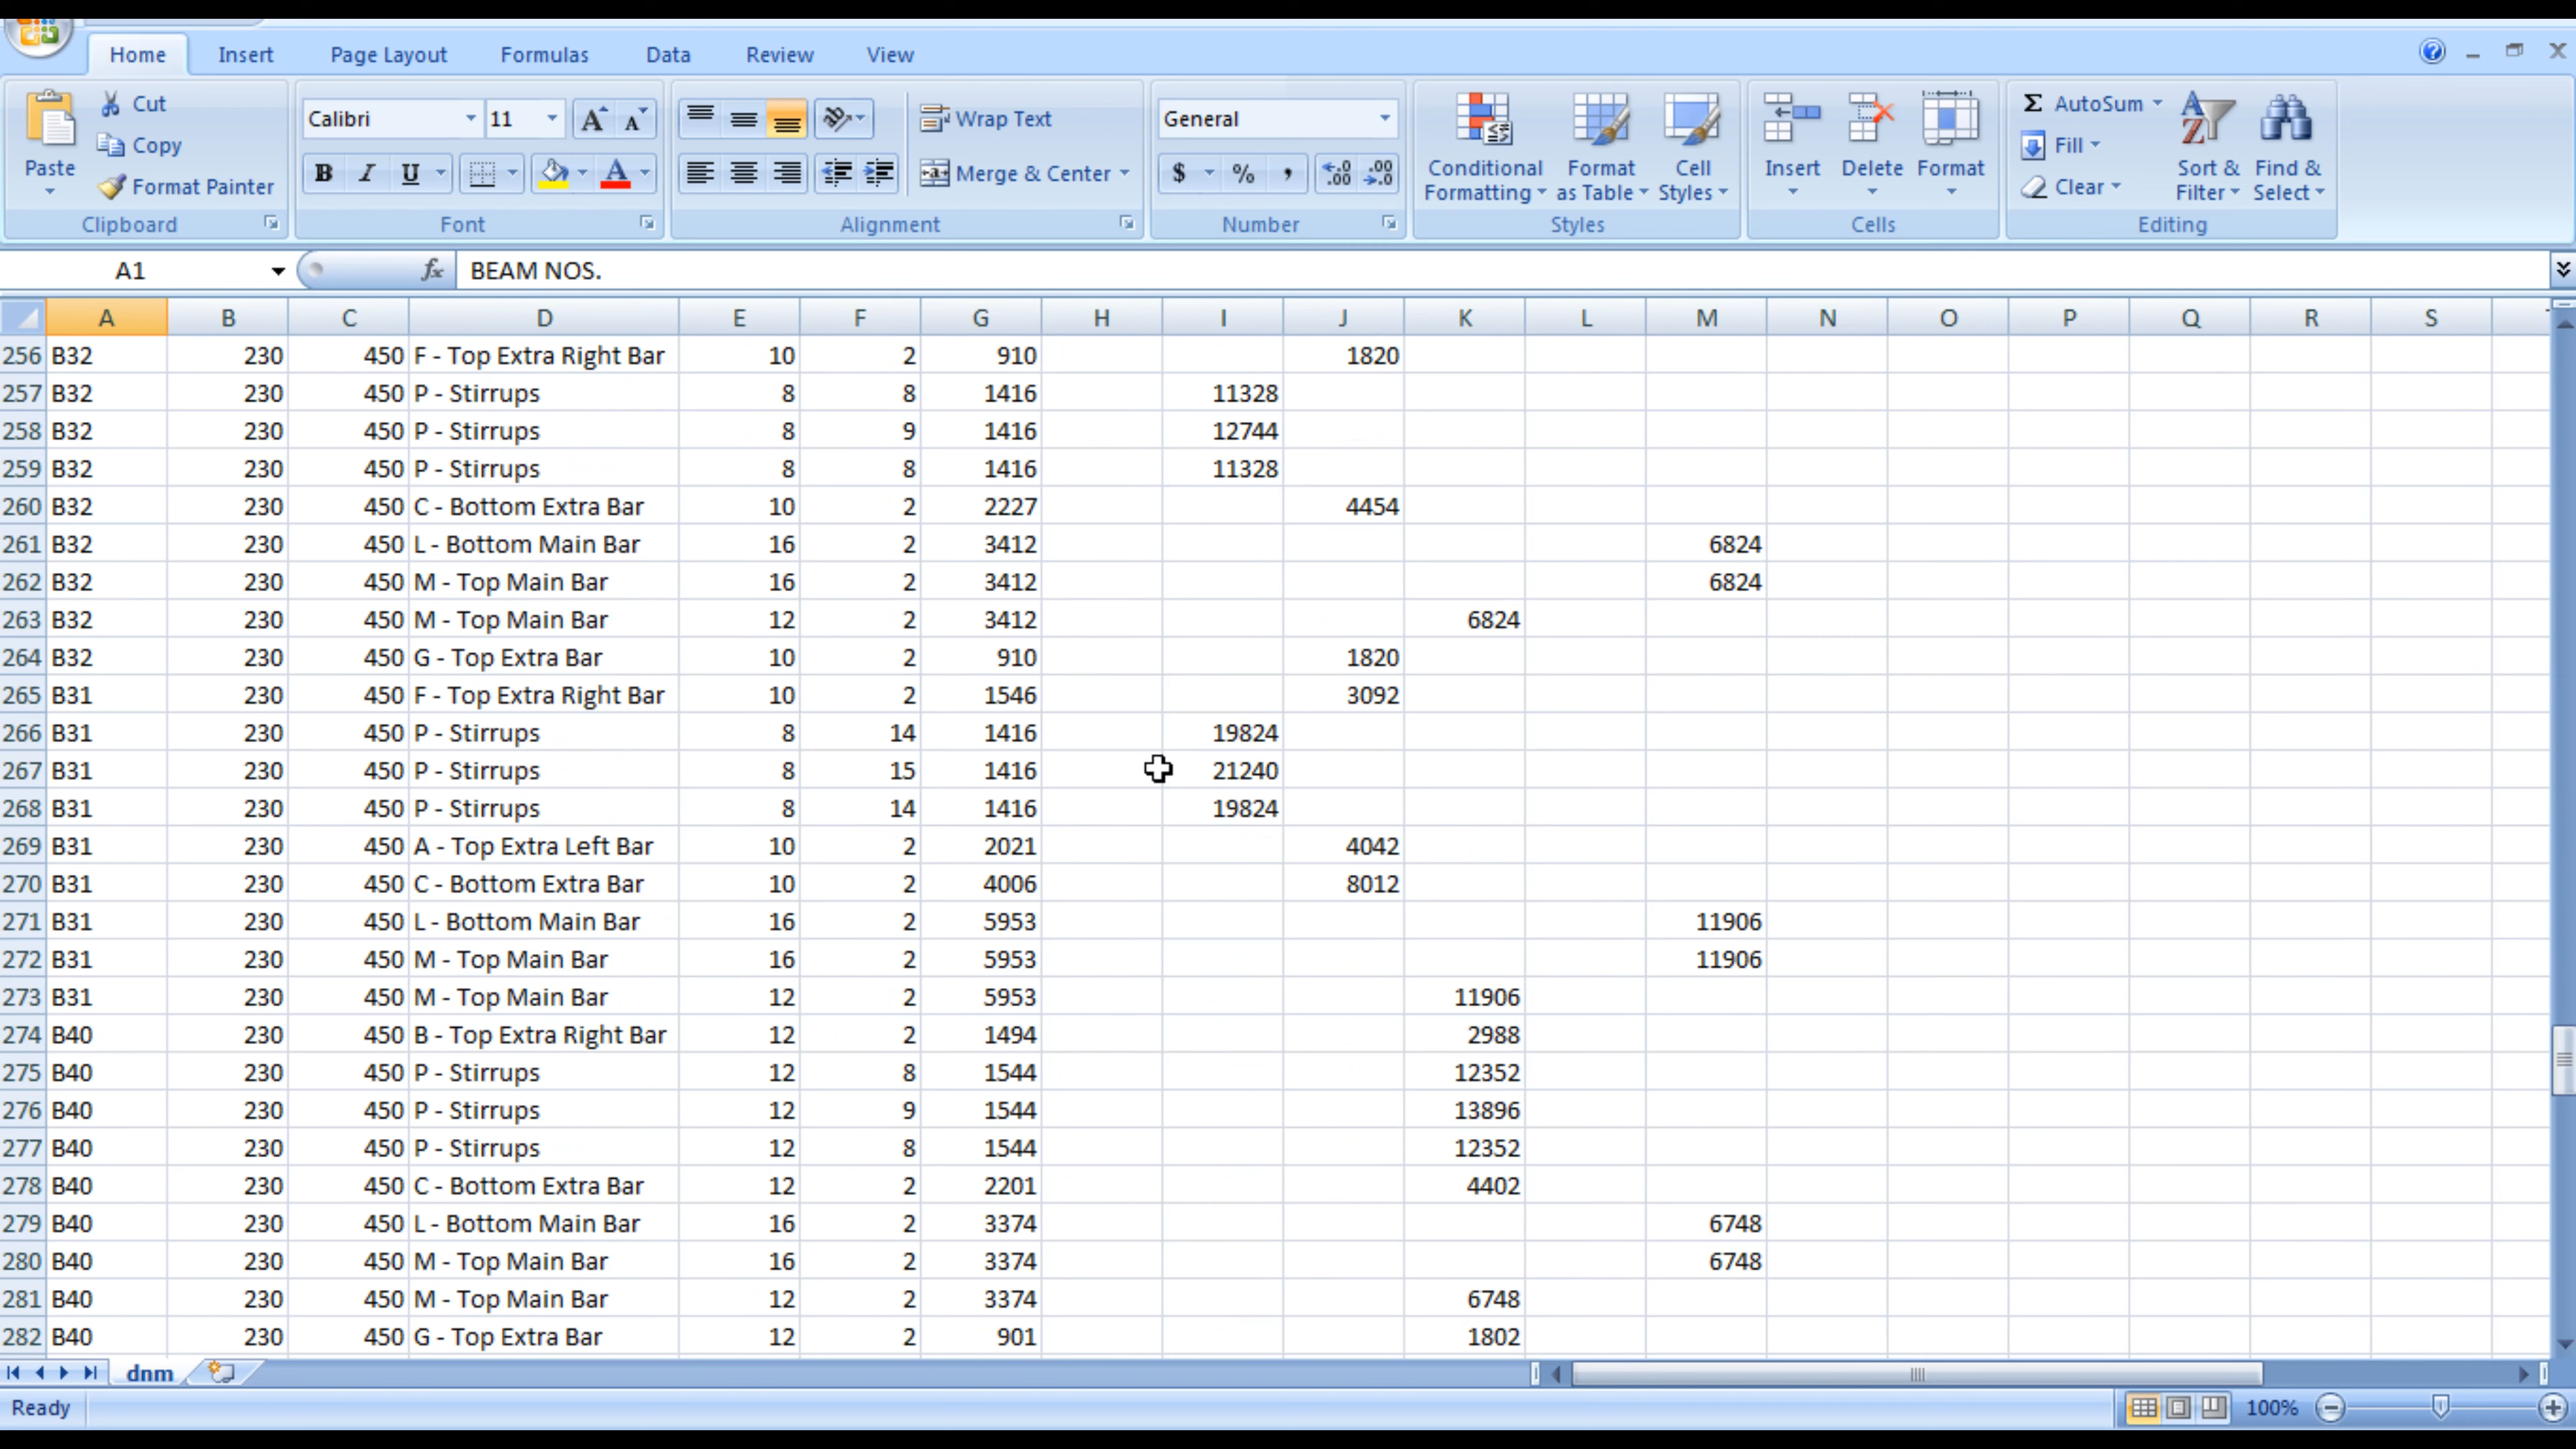 Home Insert Page Layout Formulas Data Review View
Paste Cut Copy Format Painter Clipboard
Calibri 11 A A B I U A Font
Wrap Text Merge & Center Alignment
General $ % , .0 .00 .00 .0 Number
Conditional Formatting Format as Table Cell Styles Styles
Insert Delete Format Cells
Σ AutoSum Fill Clear Sort & Filter Find & Select Editing
A1 fx BEAM NOS.
A B C D E F G H I J K L M N O P Q R S
256 B32 230 450 F - Top Extra Right Bar 10 2 910 1820
257 B32 230 450 P - Stirrups 8 8 1416 11328
258 B32 230 450 P - Stirrups 8 9 1416 12744
259 B32 230 450 P - Stirrups 8 8 1416 11328
260 B32 230 450 C - Bottom Extra Bar 10 2 2227 4454
261 B32 230 450 L - Bottom Main Bar 16 2 3412 6824
262 B32 230 450 M - Top Main Bar 16 2 3412 6824
263 B32 230 450 M - Top Main Bar 12 2 3412 6824
264 B32 230 450 G - Top Extra Bar 10 2 910 1820
265 B31 230 450 F - Top Extra Right Bar 10 2 1546 3092
266 B31 230 450 P - Stirrups 8 14 1416 19824
267 B31 230 450 P - Stirrups 8 15 1416 21240
268 B31 230 450 P - Stirrups 8 14 1416 19824
269 B31 230 450 A - Top Extra Left Bar 10 2 2021 4042
270 B31 230 450 C - Bottom Extra Bar 10 2 4006 8012
271 B31 230 450 L - Bottom Main Bar 16 2 5953 11906
272 B31 230 450 M - Top Main Bar 16 2 5953 11906
273 B31 230 450 M - Top Main Bar 12 2 5953 11906
274 B40 230 450 B - Top Extra Right Bar 12 2 1494 2988
275 B40 230 450 P - Stirrups 12 8 1544 12352
276 B40 230 450 P - Stirrups 12 9 1544 13896
277 B40 230 450 P - Stirrups 12 8 1544 12352
278 B40 230 450 C - Bottom Extra Bar 12 2 2201 4402
279 B40 230 450 L - Bottom Main Bar 16 2 3374 6748
280 B40 230 450 M - Top Main Bar 16 2 3374 6748
281 B40 230 450 M - Top Main Bar 12 2 3374 6748
282 B40 230 450 G - Top Extra Bar 12 2 901 1802
dnm
Ready 100%